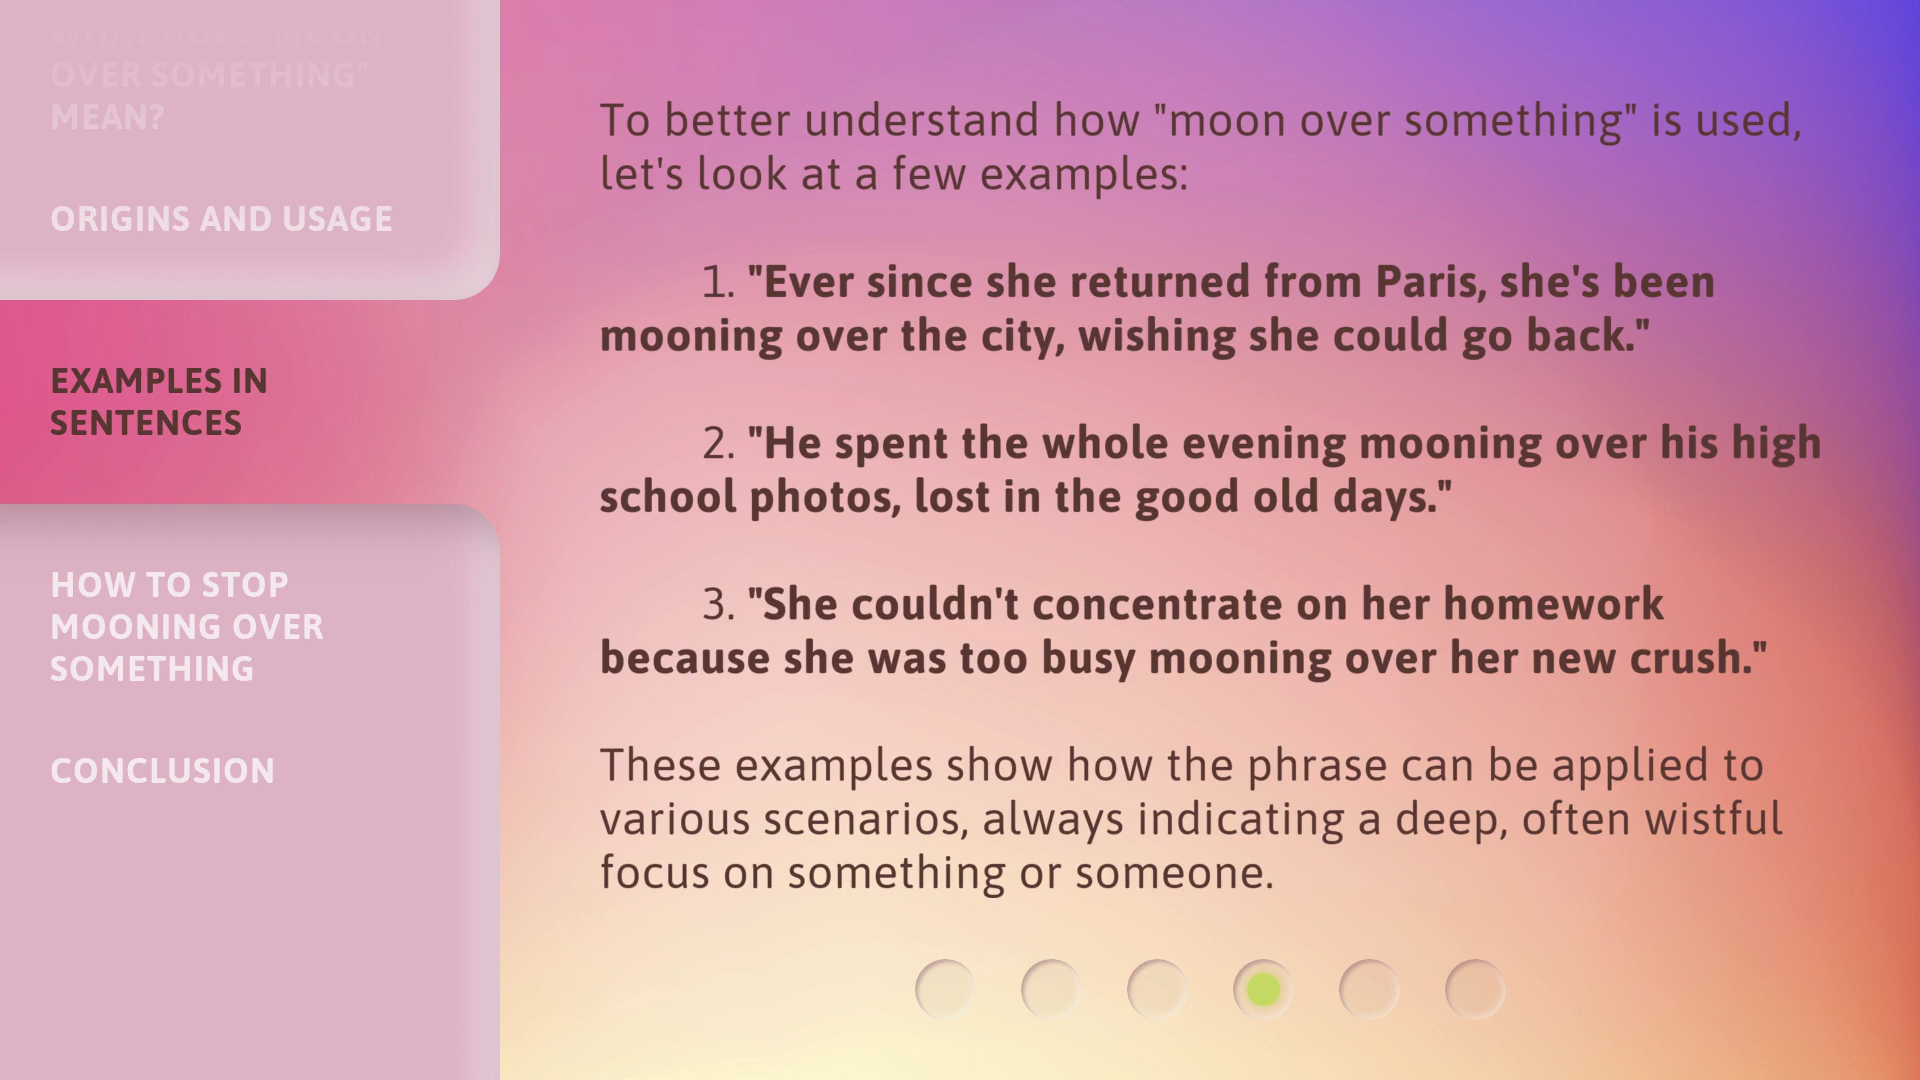 WHAT DOES "MOON
OVER SOMETHING"
MEAN?
ORIGINS AND USAGE
EXAMPLES IN
SENTENCES
HOW TO STOP
MOONING OVER
SOMETHING
CONCLUSION
To better understand how "moon over something" is used,
let's look at a few examples:
1. "Ever since she returned from Paris, she's been
mooning over the city, wishing she could go back."
2. "He spent the whole evening mooning over his high
school photos, lost in the good old days."
3. "She couldn't concentrate on her homework
because she was too busy mooning over her new crush."
These examples show how the phrase can be applied to
various scenarios, always indicating a deep, often wistful
focus on something or someone.